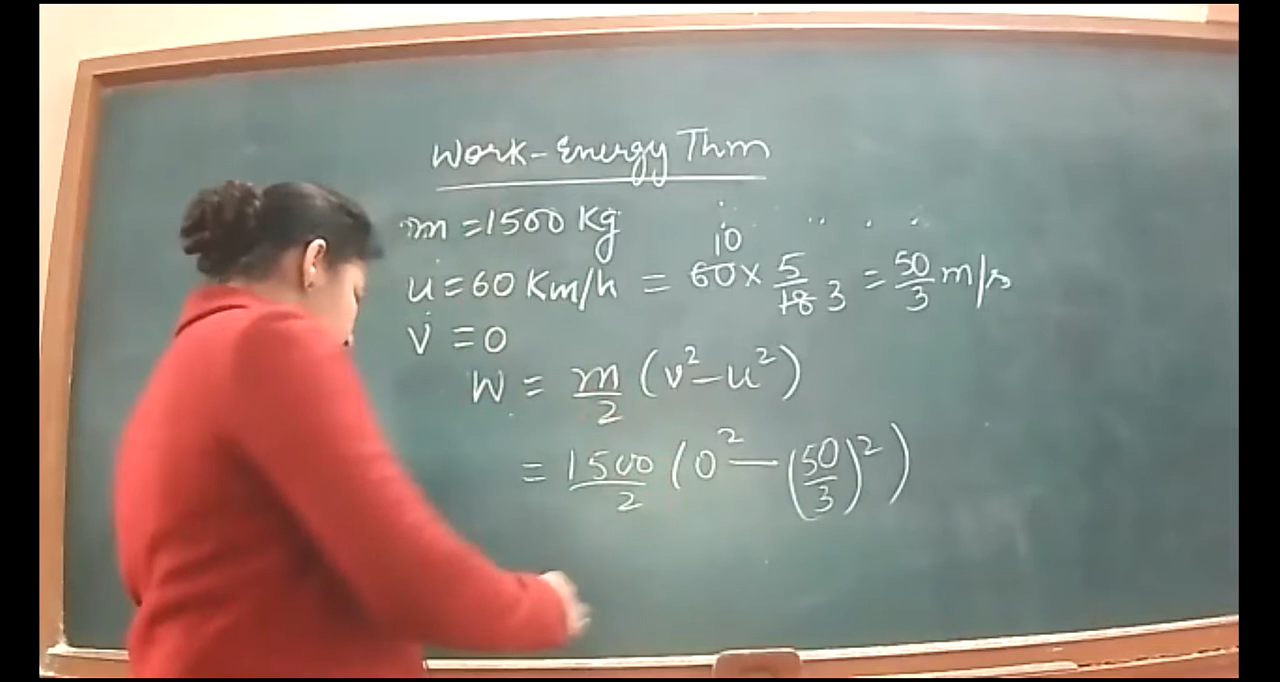 Work-Energy Thm
m = 1500 Kg
u = 60 Km/h = 60 10 × 5/18 3 = 50/3 m/s
v = 0
W = m/2 (v² - u²)
= 1500/2 (0² - (50/3)²)